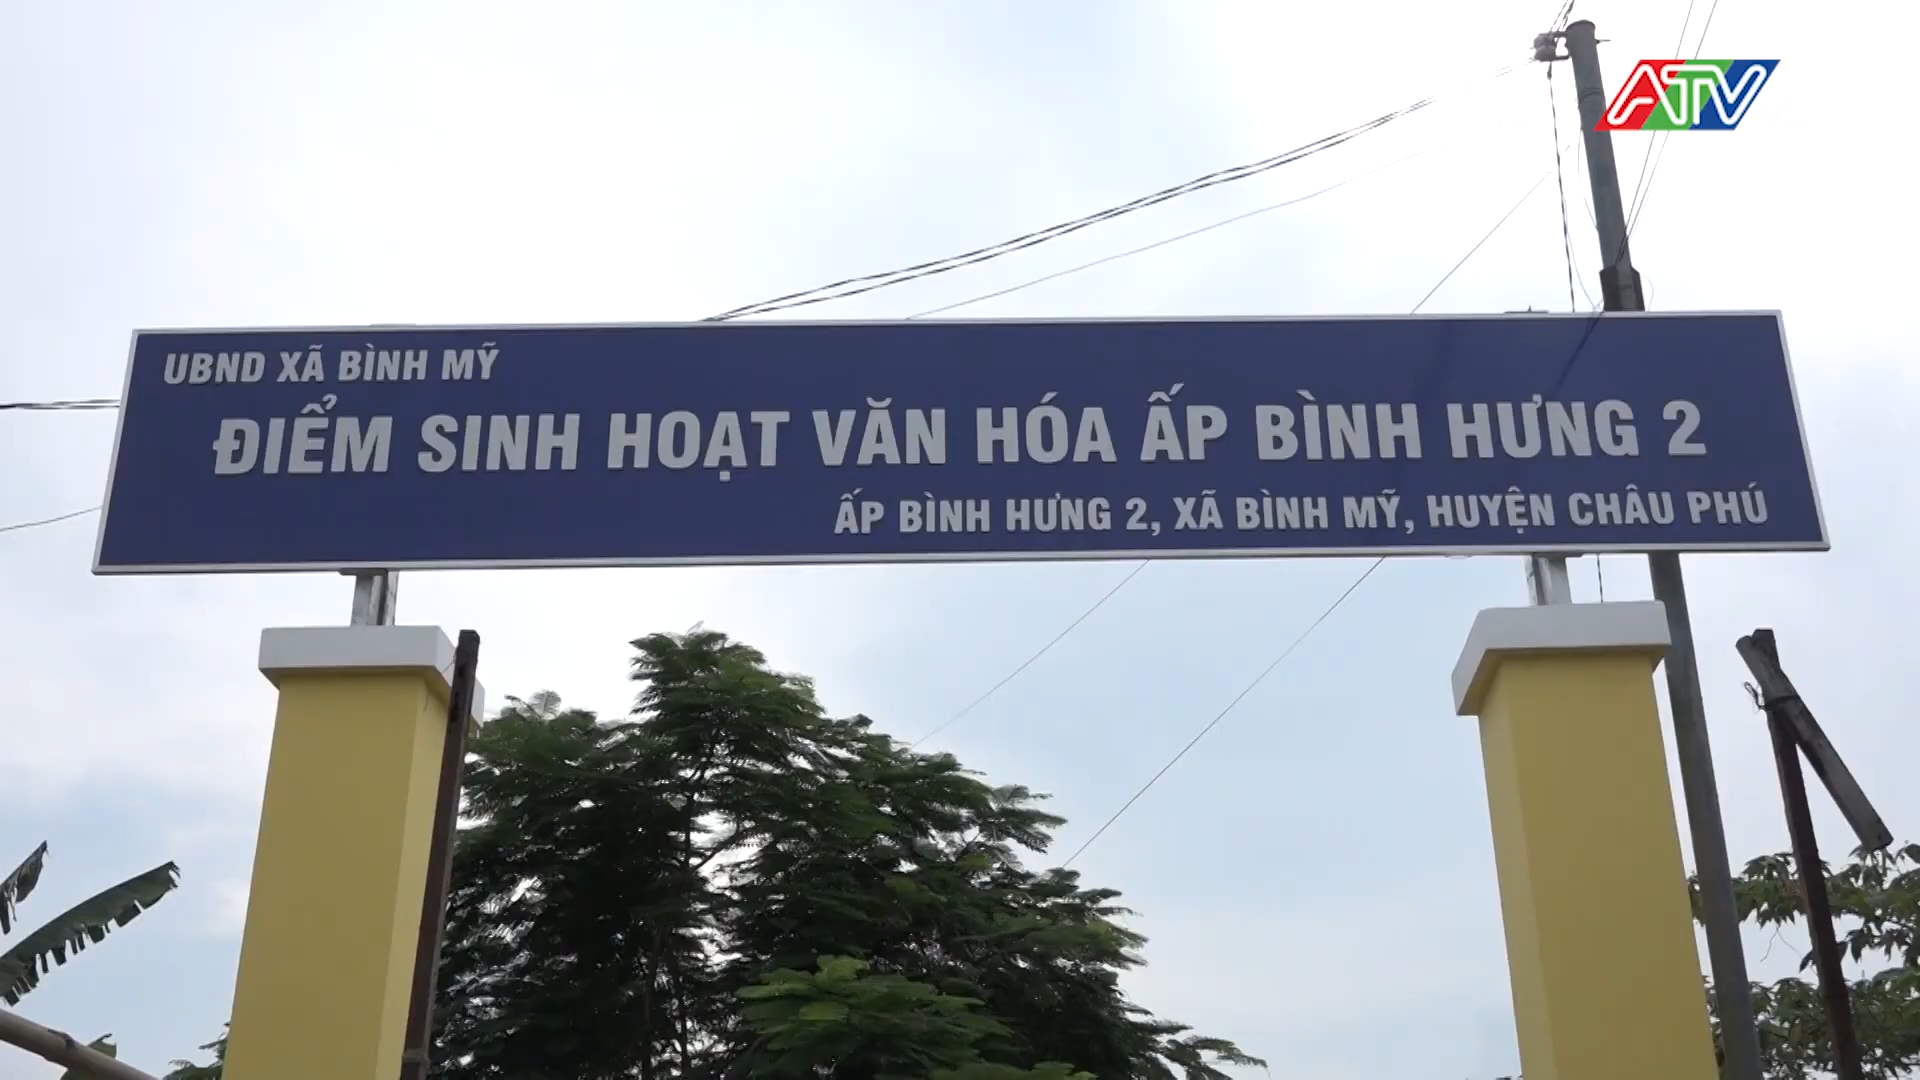 ATV
UBND XÃ BÌNH MỸ
ĐIỂM SINH HOẠT VĂN HÓA ẤP BÌNH HƯNG 2
ẤP BÌNH HƯNG 2, XÃ BÌNH MỸ, HUYỆN CHÂU PHÚ